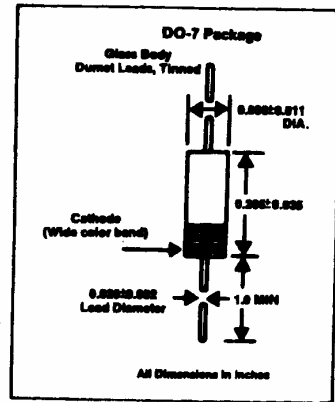 DO-7 Package
Glass Body
Dumet Leads, Tinned
DIA.
Cathode
(Wide color band)
1.0 MIN
Lead Diameter
All Dimensions in Inches